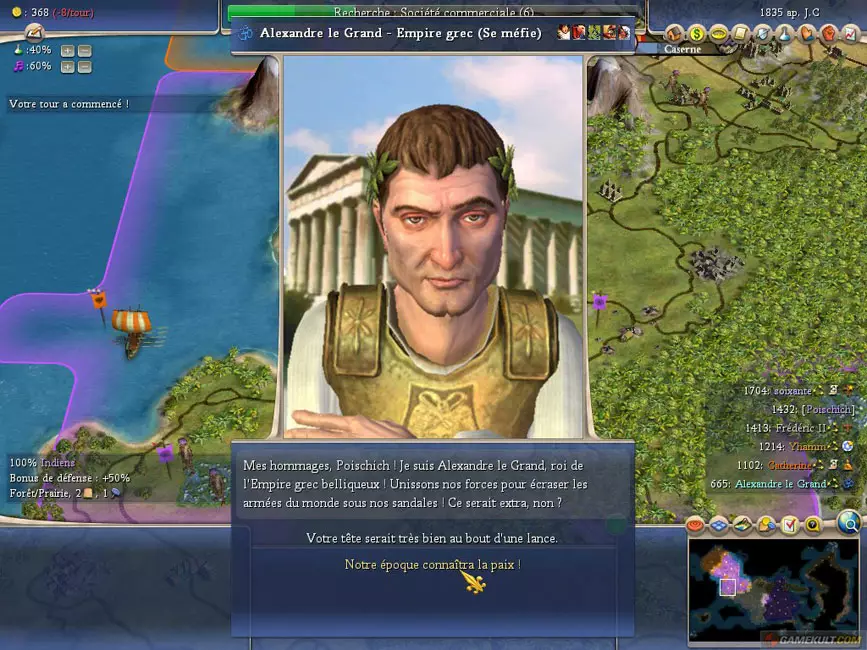 : 368 (-8/tour)
Recherche : Société commerciale (6)
1835 ap. J.C
Alexandre le Grand - Empire grec (Se méfie)
:40%
:60%
Caserne
Votre tour a commencé !
1704: soixante
1432: [Poischich]
1413: Frédéric II
1214: Yhamm
1102: Catherine
665: Alexandre le Grand
100% Indiens
Bonus de défense : +50%
Forêt/Prairie, 2, 1
Mes hommages, Poischich ! Je suis Alexandre le Grand, roi de
l'Empire grec belliqueux ! Unissons nos forces pour écraser les
armées du monde sous nos sandales ! Ce serait extra, non ?
Votre tête serait très bien au bout d'une lance.
Notre époque connaîtra la paix !
GAMEKULT.COM